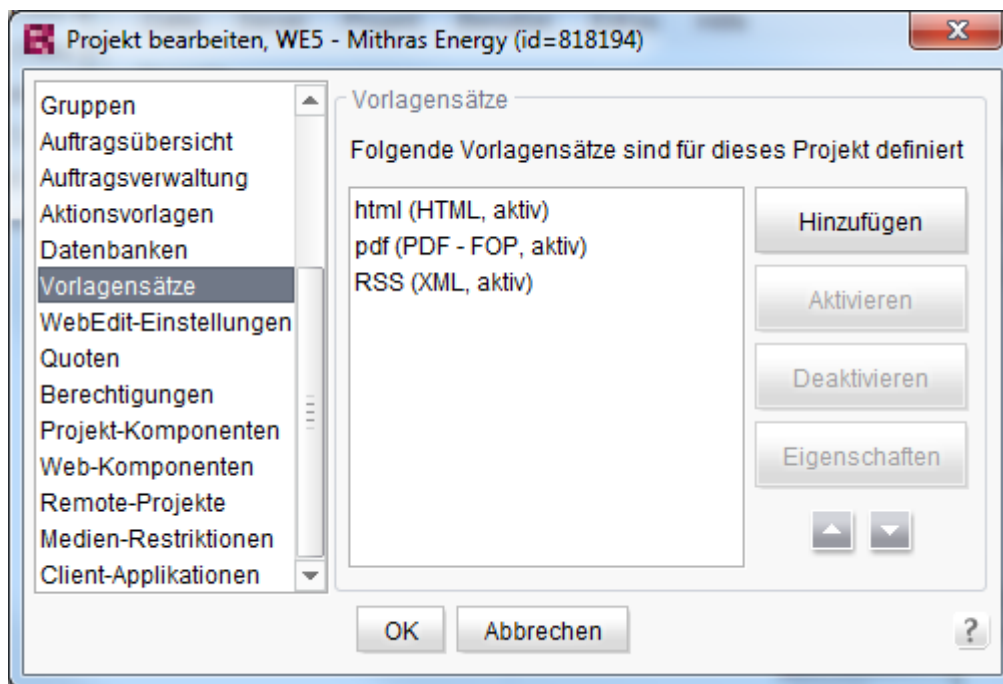 Projekt bearbeiten, WE5 - Mithras Energy (id=818194)
Gruppen
Auftragsübersicht
Auftragsverwaltung
Aktionsvorlagen
Datenbanken
Vorlagensätze
WebEdit-Einstellungen
Quoten
Berechtigungen
Projekt-Komponenten
Web-Komponenten
Remote-Projekte
Medien-Restriktionen
Client-Applikationen
Vorlagensätze
Folgende Vorlagensätze sind für dieses Projekt definiert
html (HTML, aktiv)
pdf (PDF - FOP, aktiv)
RSS (XML, aktiv)
Hinzufügen
Aktivieren
Deaktivieren
Eigenschaften
OK
Abbrechen
?